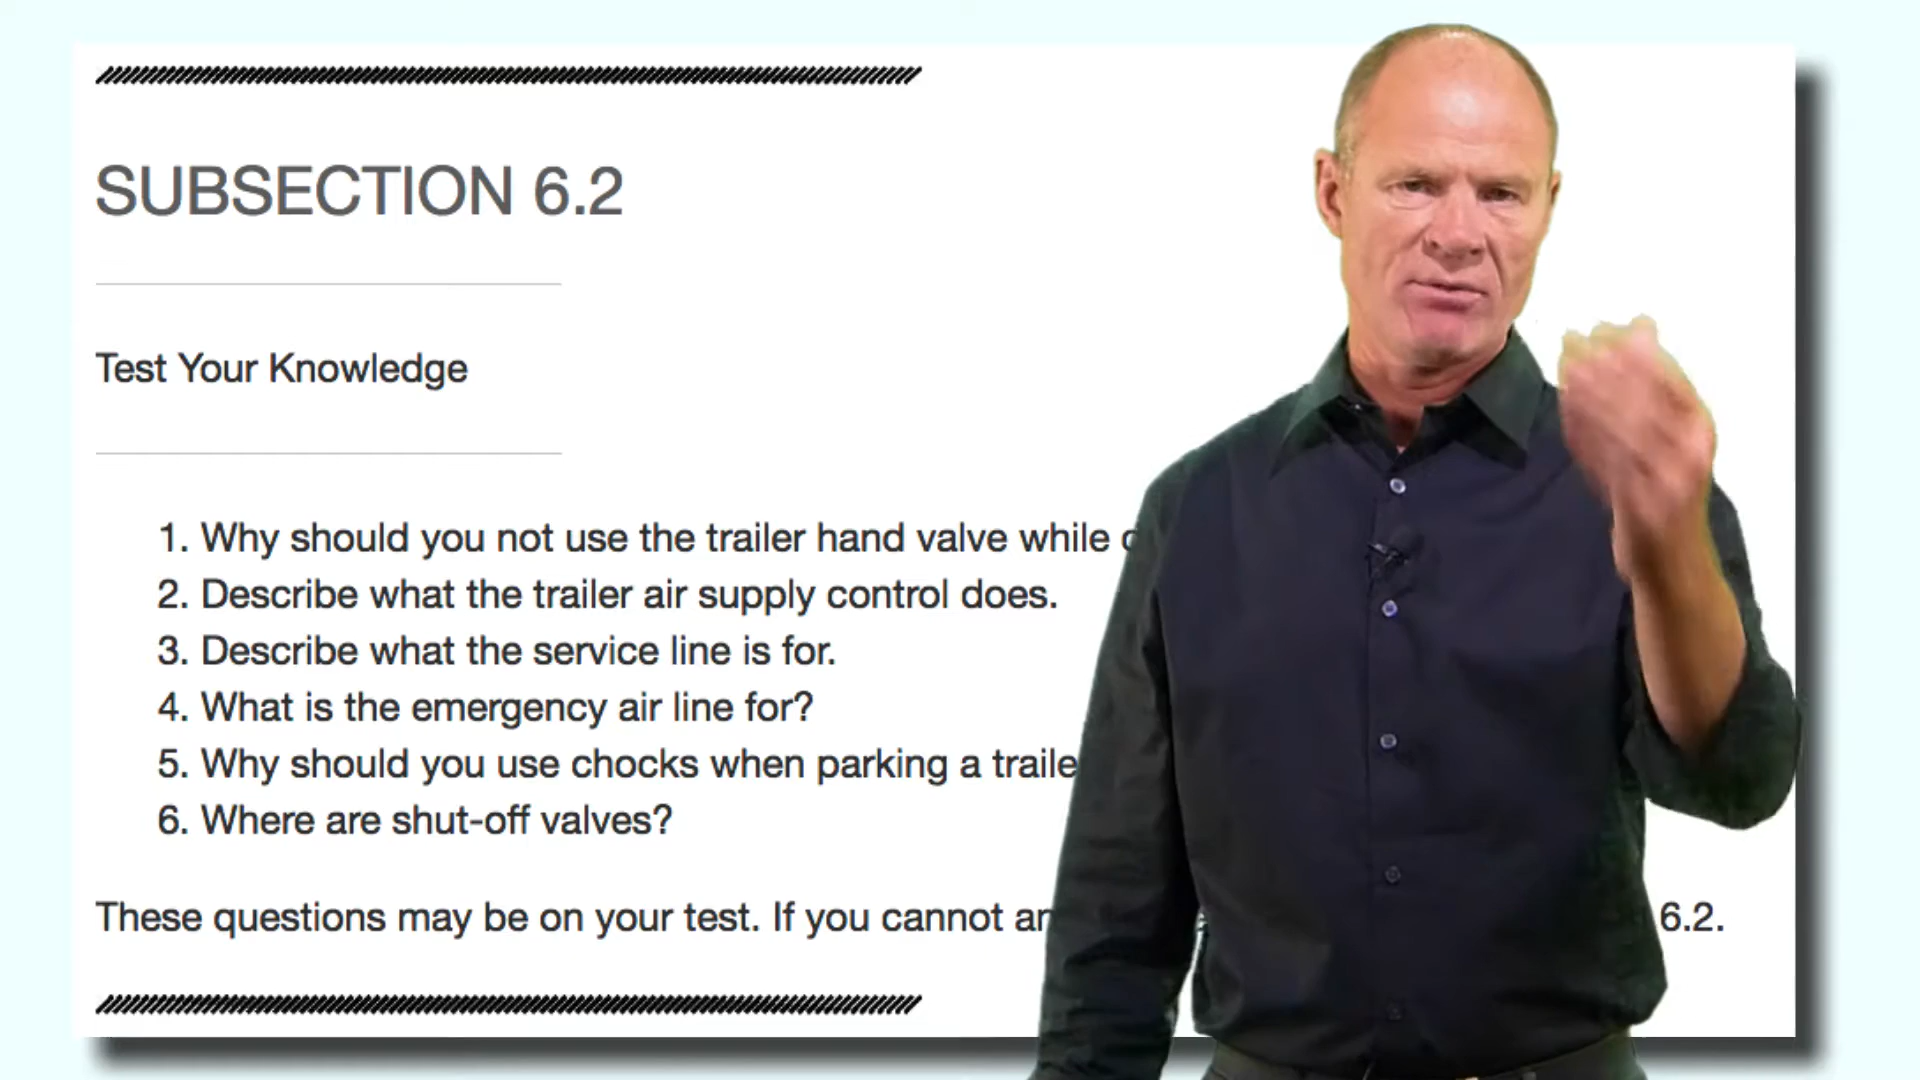 SUBSECTION 6.2
Test Your Knowledge
1. Why should you not use the trailer hand valve while
2. Describe what the trailer air supply control does.
3. Describe what the service line is for.
4. What is the emergency air line for?
5. Why should you use chocks when parking a
6. Where are shut-off valves?
These questions may be on your test. If you cannot 6.2.